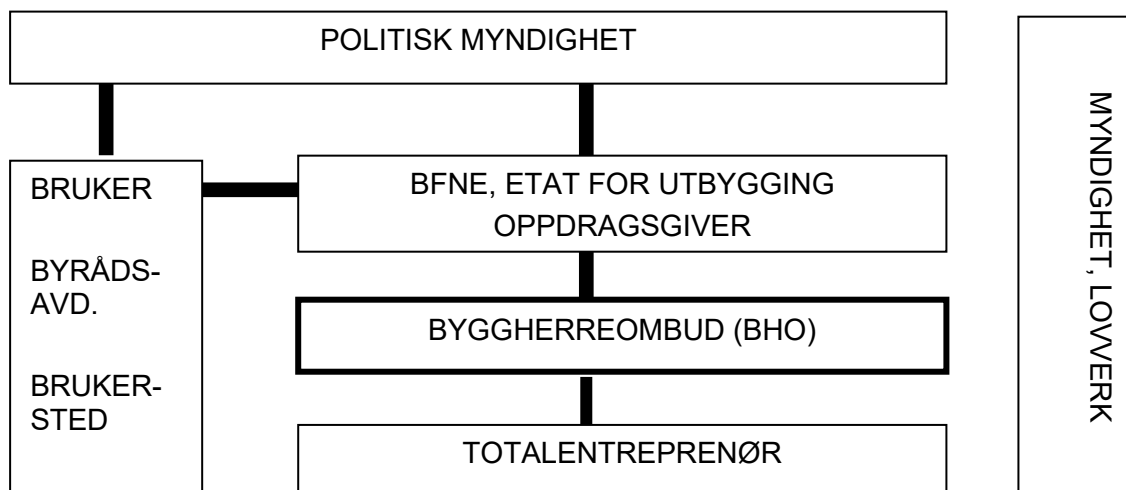 POLITISK MYNDIGHET
BRUKER
BYRÅDS-
AVD.
BRUKER-
STED
BFNE, ETAT FOR UTBYGGING
OPPDRAGSGIVER
BYGGHERREOMBUD (BHO)
TOTALENTREPRENØR
MYNDIGHET, LOVVERK